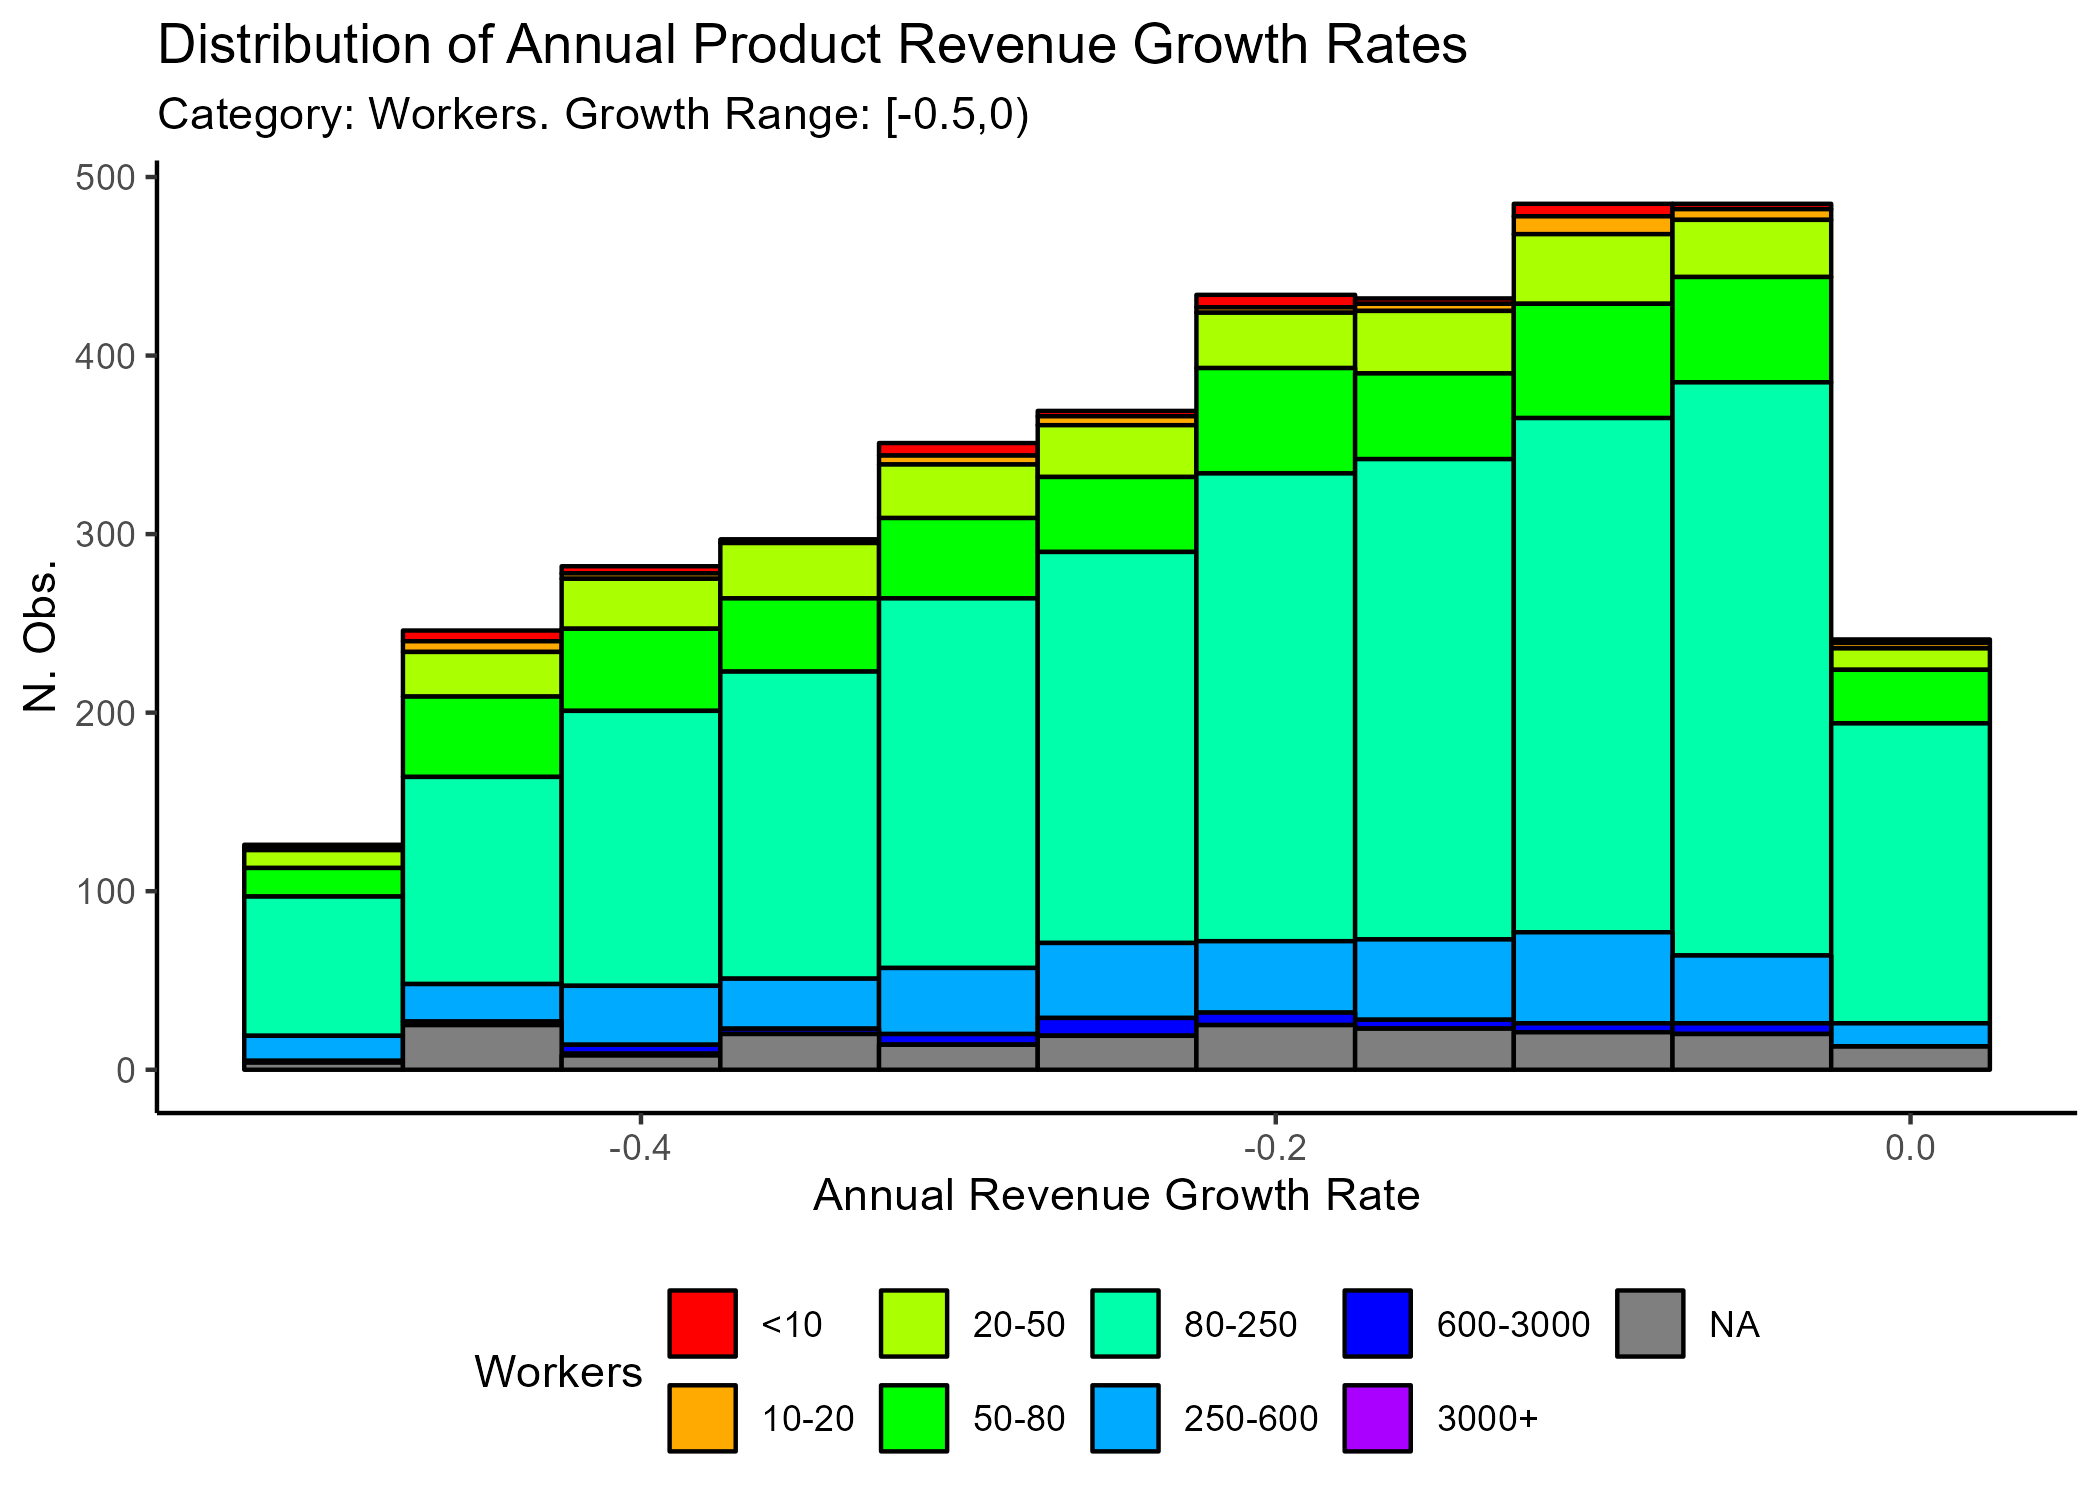 Distribution of Annual Product Revenue Growth Rates
Category: Workers. Growth Range: [-0.5,0)
500
400
300
200
100
0
N. Obs.
-0.4 -0.2 0.0
Annual Revenue Growth Rate
Workers
<10 20-50 80-250 600-3000 NA
10-20 50-80 250-600 3000+